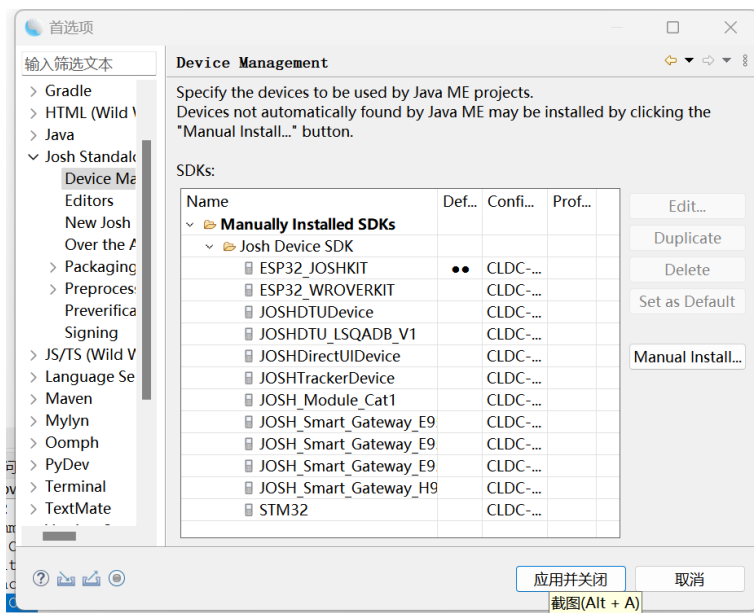 首选项
输入筛选文本
Gradle
HTML (Wild
Java
Josh Standal
Device Ma
Editors
New Josh
Over the A
Packaging
Preproces
Preverifica
Signing
JS/TS (Wild W
Language Se
Maven
Mylyn
Oomph
PyDev
Terminal
TextMate
Device Management
Specify the devices to be used by Java ME projects.
Devices not automatically found by Java ME may be installed by clicking the
"Manual Install..." button.
SDKs:
Name Def... Confi... Prof...
Manually Installed SDKs
Josh Device SDK
ESP32_JOSHKIT CLDC-...
ESP32_WROVERKIT CLDC-...
JOSHDTUDevice CLDC-...
JOSHDTU_LSQADB_V1 CLDC-...
JOSHDirectUIDevice CLDC-...
JOSHTrackerDevice CLDC-...
JOSH_Module_Cat1 CLDC-...
JOSH_Smart_Gateway_E9 CLDC-...
JOSH_Smart_Gateway_E9 CLDC-...
JOSH_Smart_Gateway_E9 CLDC-...
JOSH_Smart_Gateway_H9 CLDC-...
STM32 CLDC-...
Edit...
Duplicate
Delete
Set as Default
Manual Install...
应用并关闭
取消
截图(Alt + A)